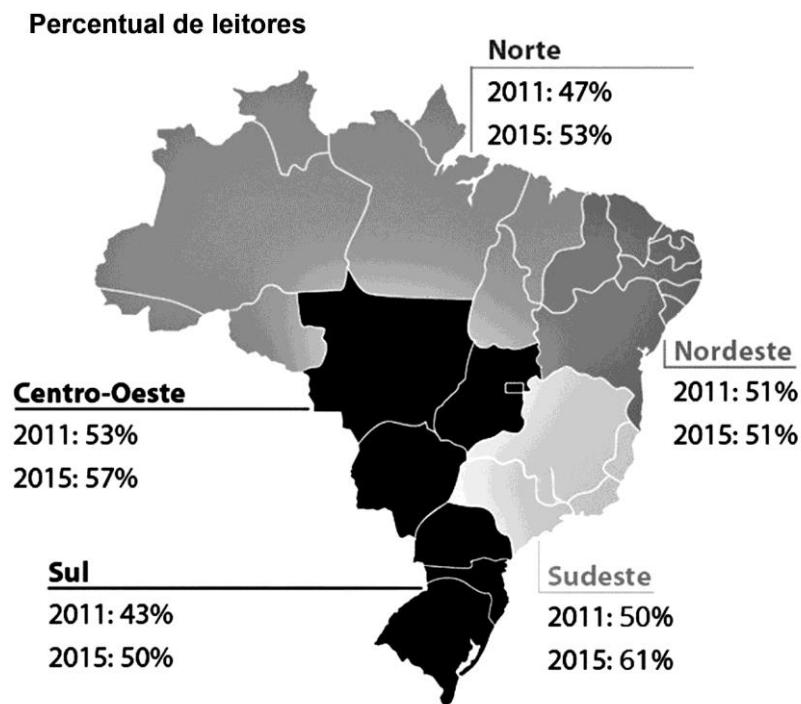 Percentual de leitores
Norte
2011: 47%
2015: 53%
Nordeste
2011: 51%
2015: 51%
Centro-Oeste
2011: 53%
2015: 57%
Sul
2011: 43%
2015: 50%
Sudeste
2011: 50%
2015: 61%